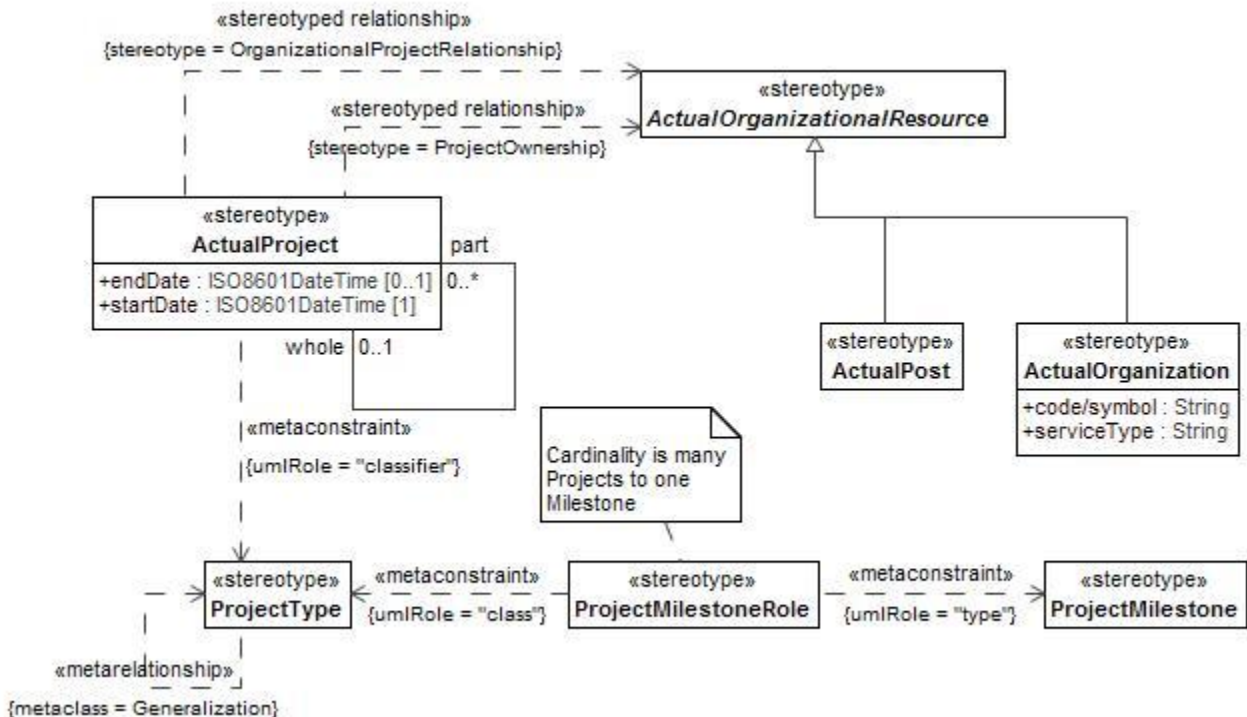 «stereotyped relationship»
{stereotype = OrganizationalProjectRelationship}
«stereotype»
ActualOrganizationalResource
«stereotyped relationship»
{stereotype = ProjectOwnership}
«stereotype»
ActualProject
+endDate : ISO8601DateTime [0..1]
+startDate : ISO8601DateTime [1]
part
0..*
whole 0..1
«stereotype»
ActualPost
«stereotype»
ActualOrganization
+code/symbol : String
+serviceType : String
«metaconstraint»
{umlRole = "classifier"}
Cardinality is many
Projects to one
Milestone
«stereotype»
ProjectType
«metaconstraint»
{umlRole = "class"}
«stereotype»
ProjectMilestoneRole
«metaconstraint»
{umlRole = "type"}
«stereotype»
ProjectMilestone
«metarelationship»
{metaclass = Generalization}